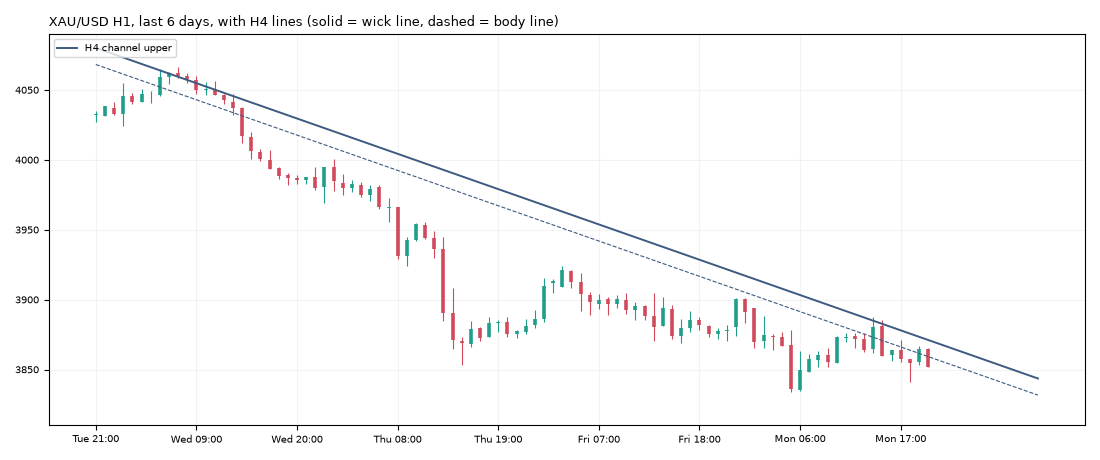 XAU/USD H1, last 6 days, with H4 lines (solid = wick line, dashed = body line)
H4 channel upper
4050
4000
3950
3900
3850
Tue 21:00 Wed 09:00 Wed 20:00 Thu 08:00 Thu 19:00 Fri 07:00 Fri 18:00 Mon 06:00 Mon 17:00